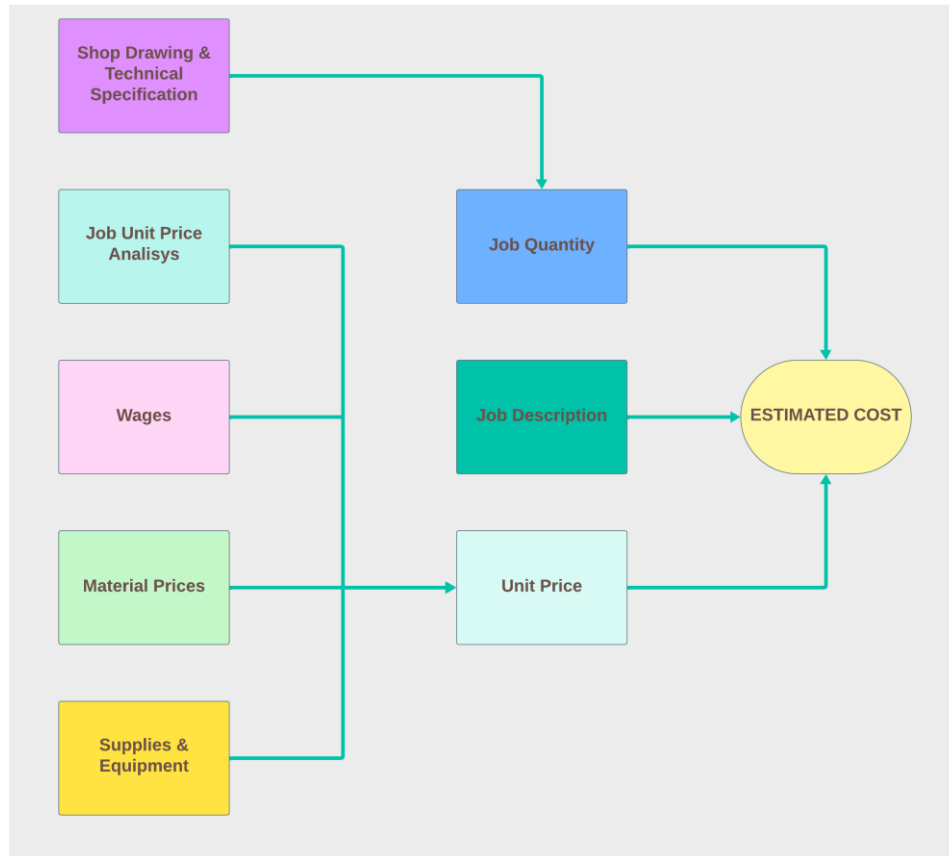 Shop Drawing &
Technical
Specification
Job Unit Price
Analisys
Job Quantity
Wages
Job Description
ESTIMATED COST
Material Prices
Unit Price
Supplies &
Equipment